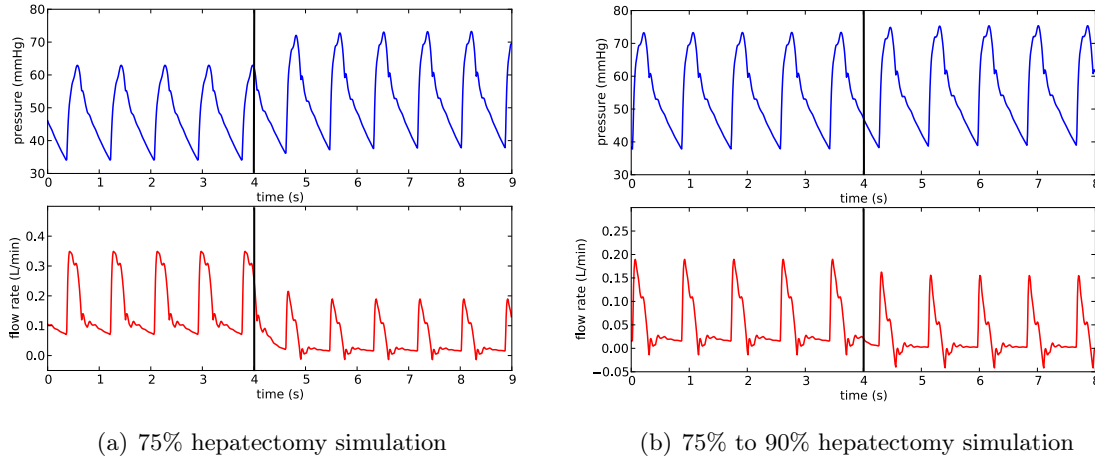 80
70
60
50
40
30
pressure (mmHg)
0 1 2 3 4 5 6 7 8 9
time (s)
0.4
0.3
0.2
0.1
0.0
flow rate (L/min)
0 1 2 3 4 5 6 7 8 9
time (s)
(a) 75% hepatectomy simulation
80
70
60
50
40
30
pressure (mmHg)
0 1 2 3 4 5 6 7 8
time (s)
0.25
0.20
0.15
0.10
0.05
0.00
−0.05
flow rate (L/min)
0 1 2 3 4 5 6 7 8
time (s)
(b) 75% to 90% hepatectomy simulation